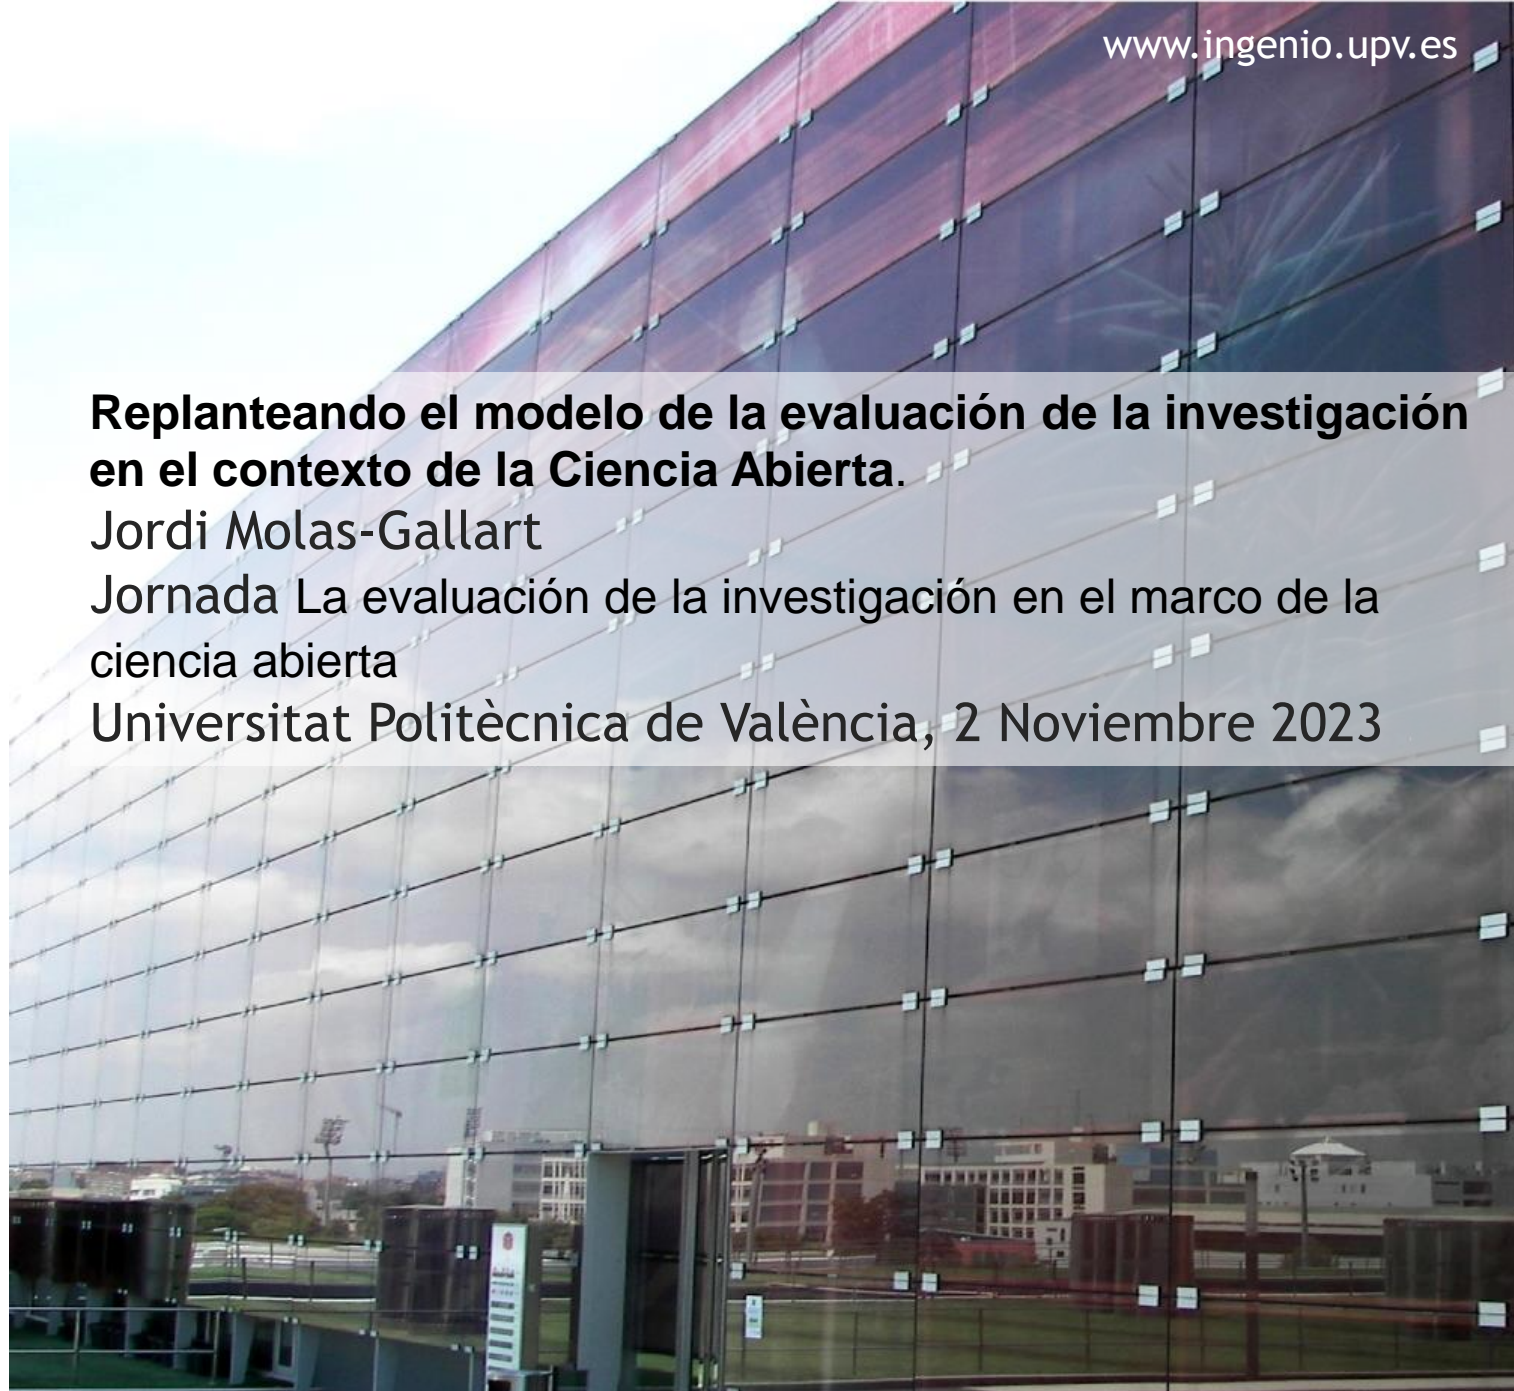 www.ingenio.upv.es
Replanteando el modelo de la evaluación de la investigación
en el contexto de la Ciencia Abierta.
Jordi Molas-Gallart
Jornada La evaluación de la investigación en el marco de la
ciencia abierta
Universitat Politècnica de València, 2 Noviembre 2023